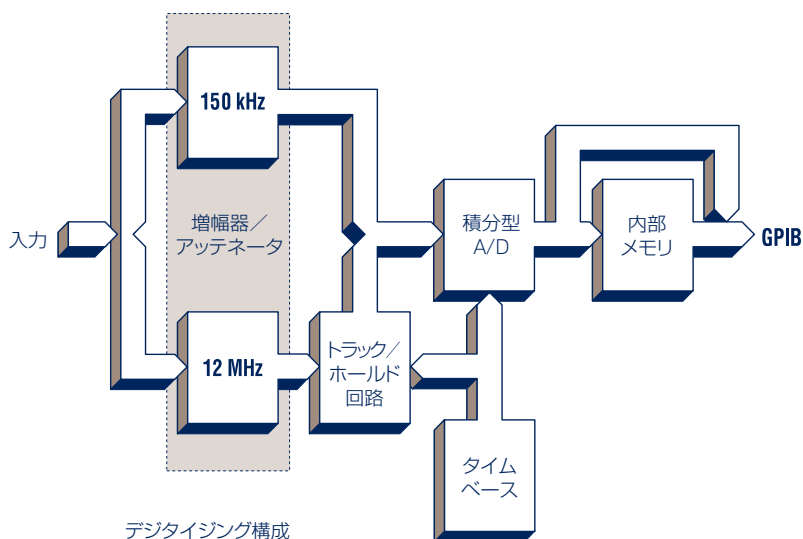 150 kHz
増幅器／
アッテネータ
入力
積分型
A/D
内部
メモリ
GPIB
12 MHz
トラック／
ホールド
回路
タイム
ベース
デジタイジング構成